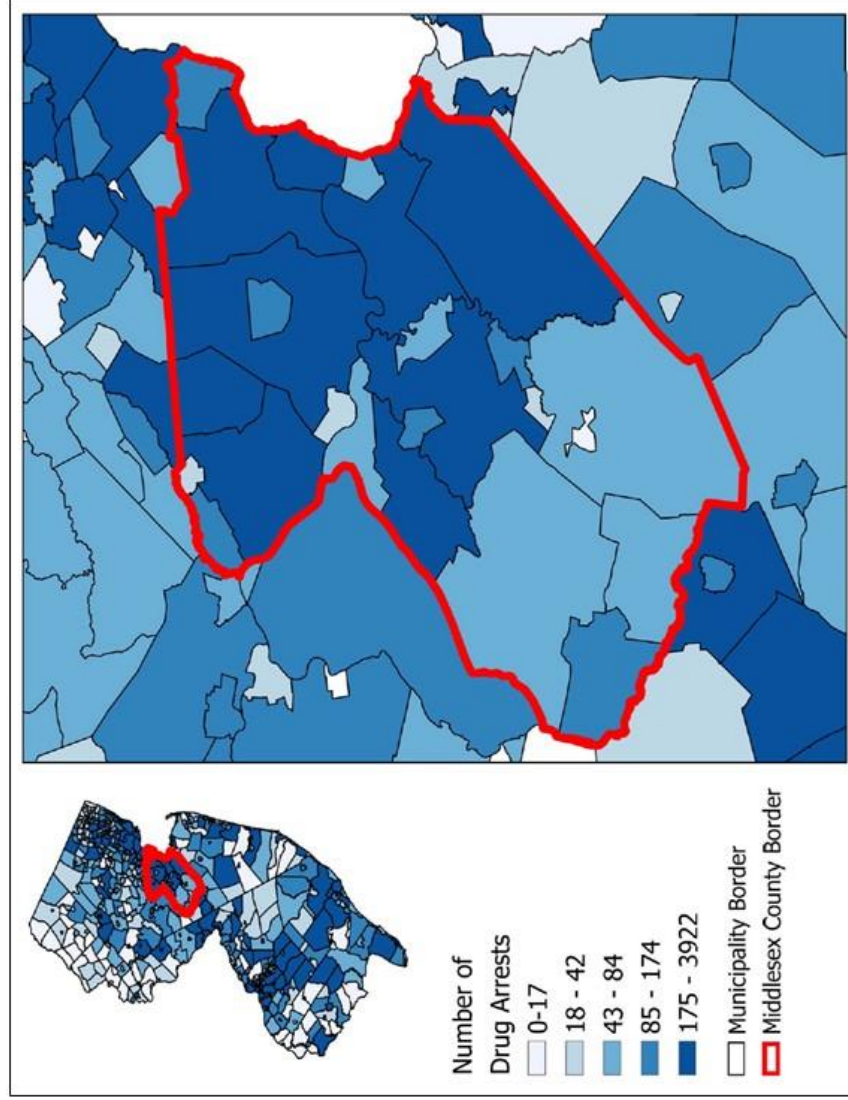 Number of
Drug Arrests
0-17
18 - 42
43 - 84
85 - 174
175 - 3922
Municipality Border
Middlesex County Border